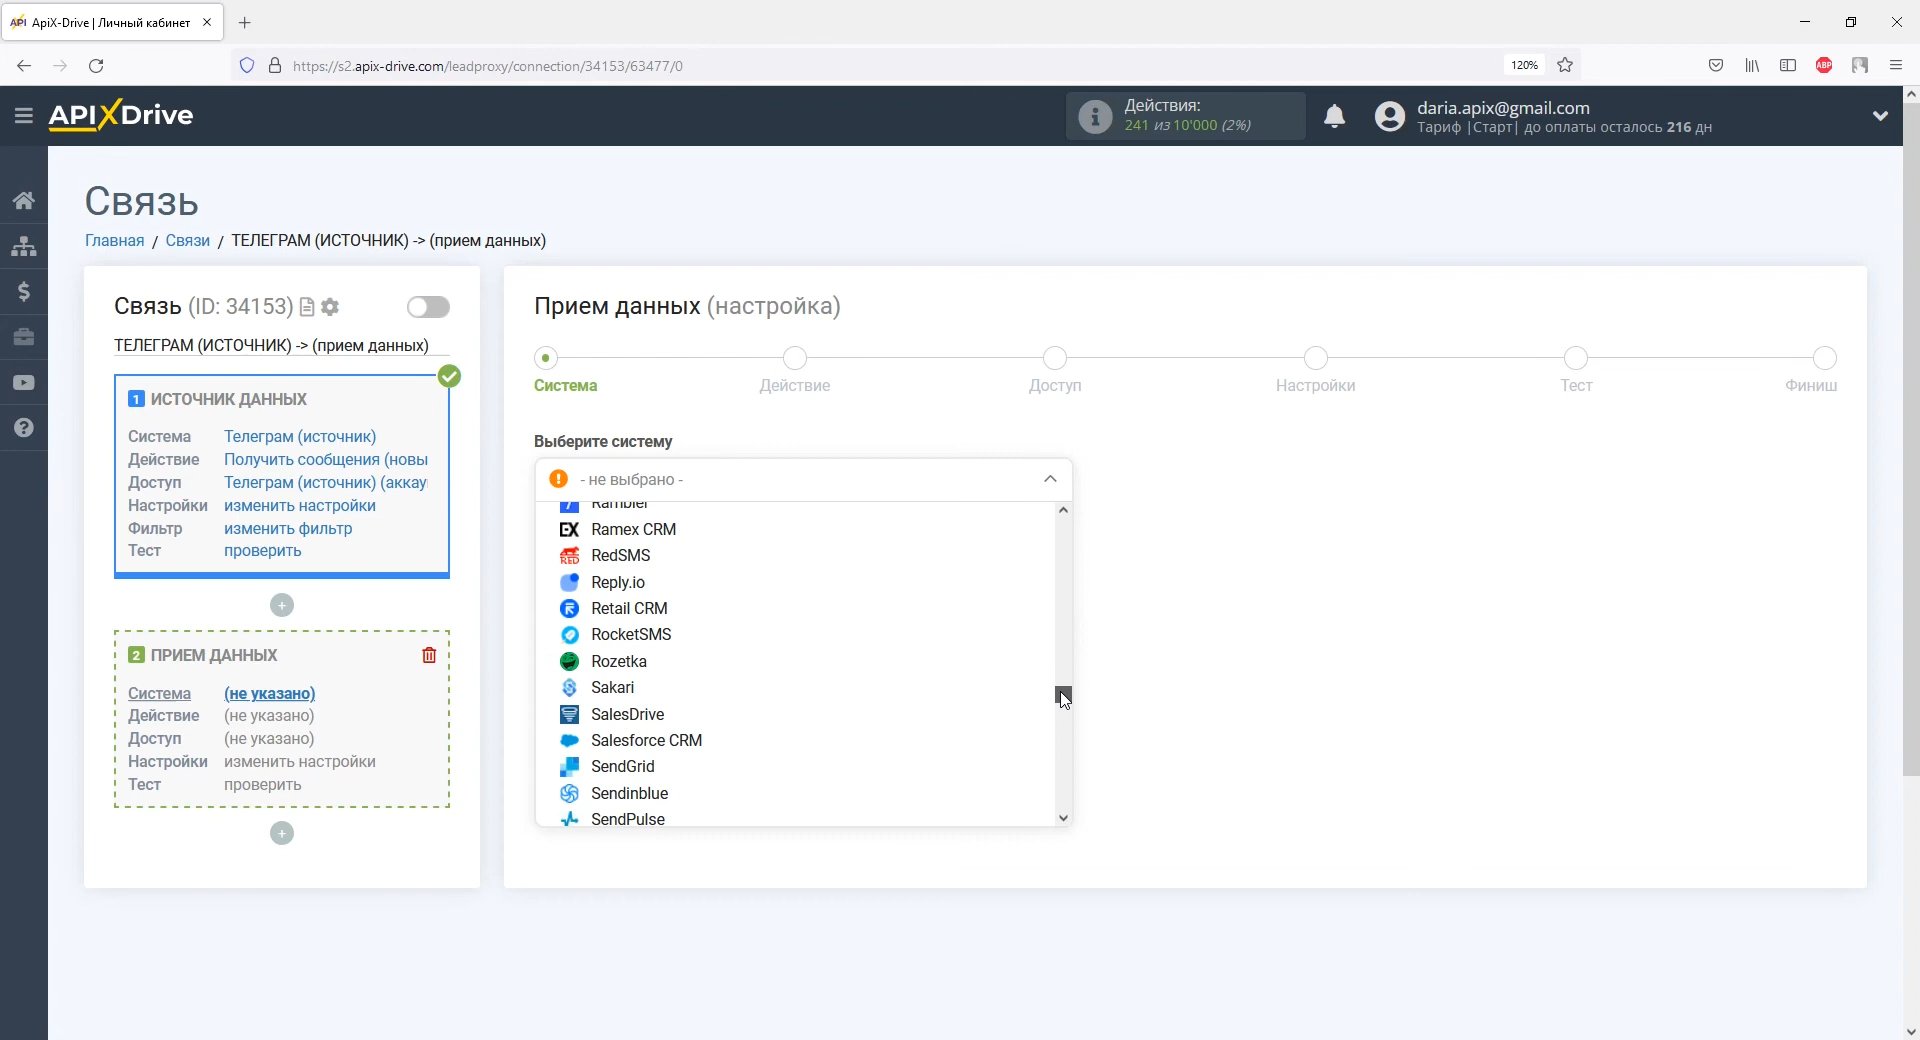 ApiX-Drive | Личный кабинет
https://s2.apix-drive.com/leadproxy/connection/34153/63477/0
120%
ABP
APIXDrive
Действия:
241 из 10'000 (2%)
daria.apix@gmail.com
Тариф |Старт| до оплаты осталось 216 дн
Связь
Главная / Связи / ТЕЛЕГРАМ (ИСТОЧНИК) -> (прием данных)
Связь (ID: 34153)
ТЕЛЕГРАМ (ИСТОЧНИК) -> (прием данных)
1 ИСТОЧНИК ДАННЫХ
Система Телеграм (источник)
Действие Получить сообщения (новы
Доступ Телеграм (источник) (аккау
Настройки изменить настройки
Фильтр изменить фильтр
Тест проверить
2 ПРИЕМ ДАННЫХ
Система (не указано)
Действие (не указано)
Доступ (не указано)
Настройки изменить настройки
Тест проверить
Прием данных (настройка)
Система
Действие
Доступ
Настройки
Тест
Финиш
Выберите систему
- не выбрано -
Rambler
Ramex CRM
RedSMS
Reply.io
Retail CRM
RocketSMS
Rozetka
Sakari
SalesDrive
Salesforce CRM
SendGrid
Sendinblue
SendPulse